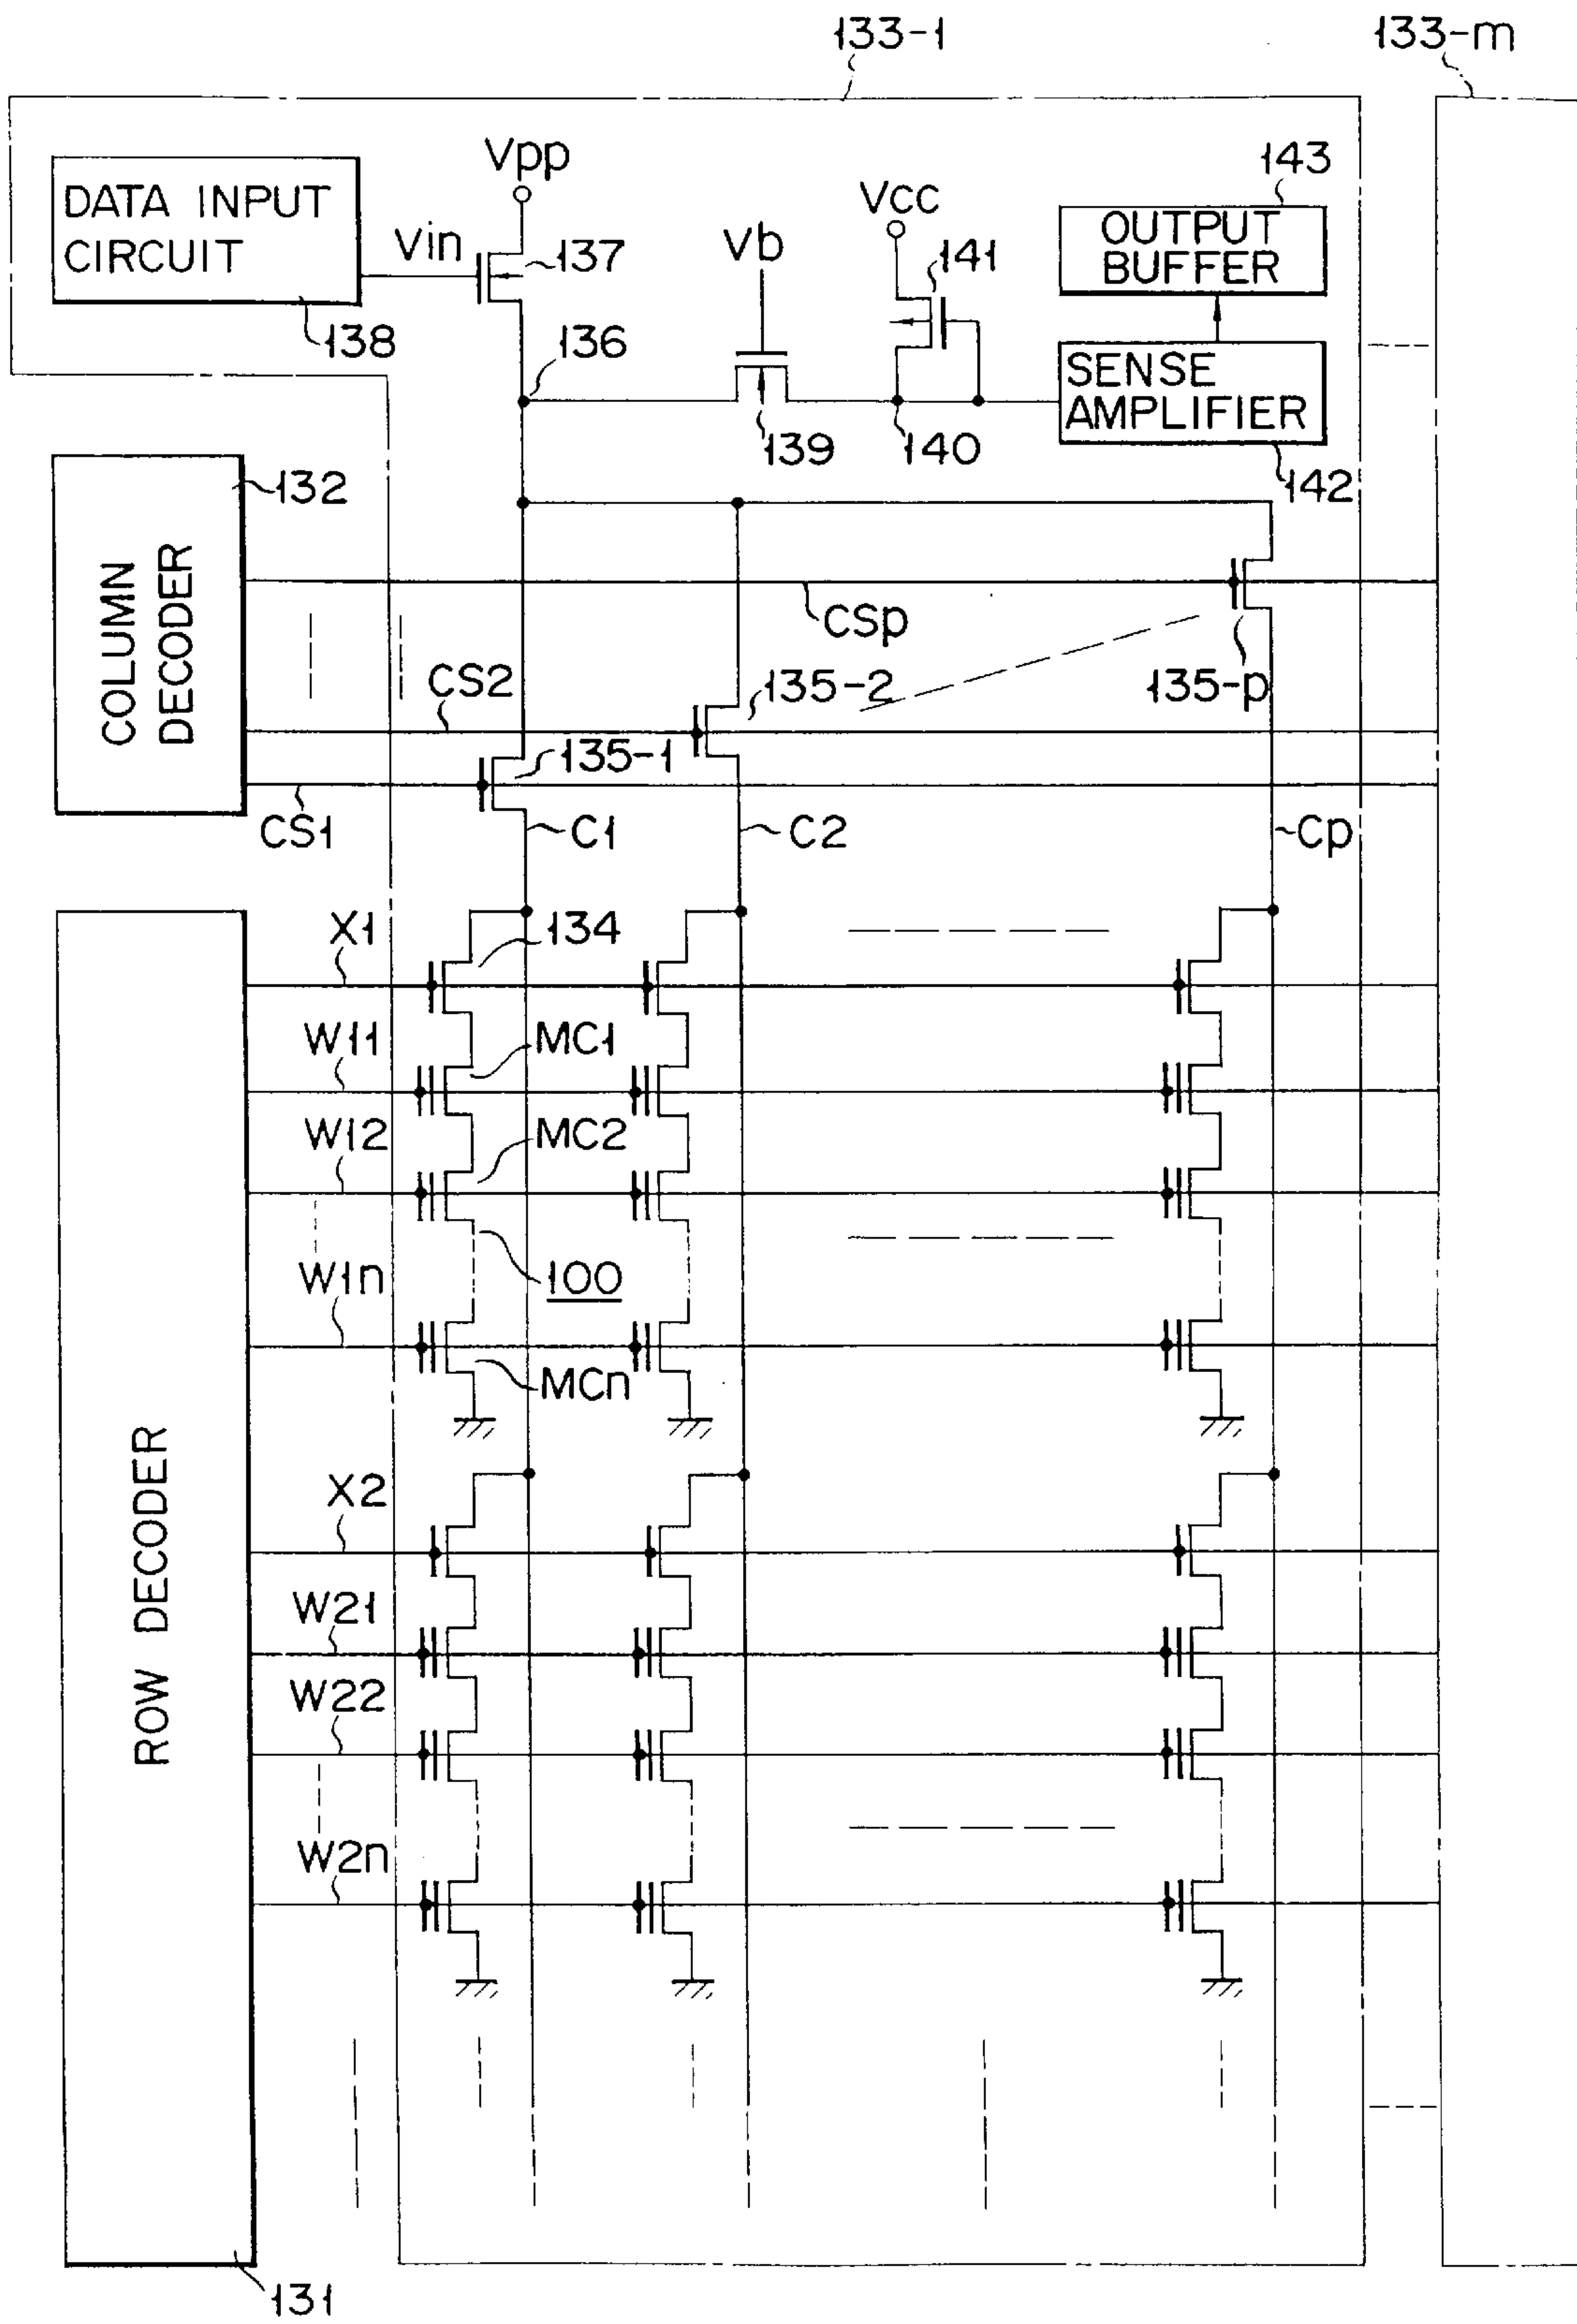 133-1
133-m
DATA INPUT
CIRCUIT
138
Vpp
Vin
137
136
Vb
139
Vcc
141
140
143
OUTPUT
BUFFER
SENSE
AMPLIFIER
142
132
COLUMN
DECODER
CSp
135-p
CS2
135-2
135-1
CS1
C1
C2
Cp
X1
134
W11
MC1
W12
MC2
W1n
100
MCn
ROW DECODER
X2
W21
W22
W2n
131